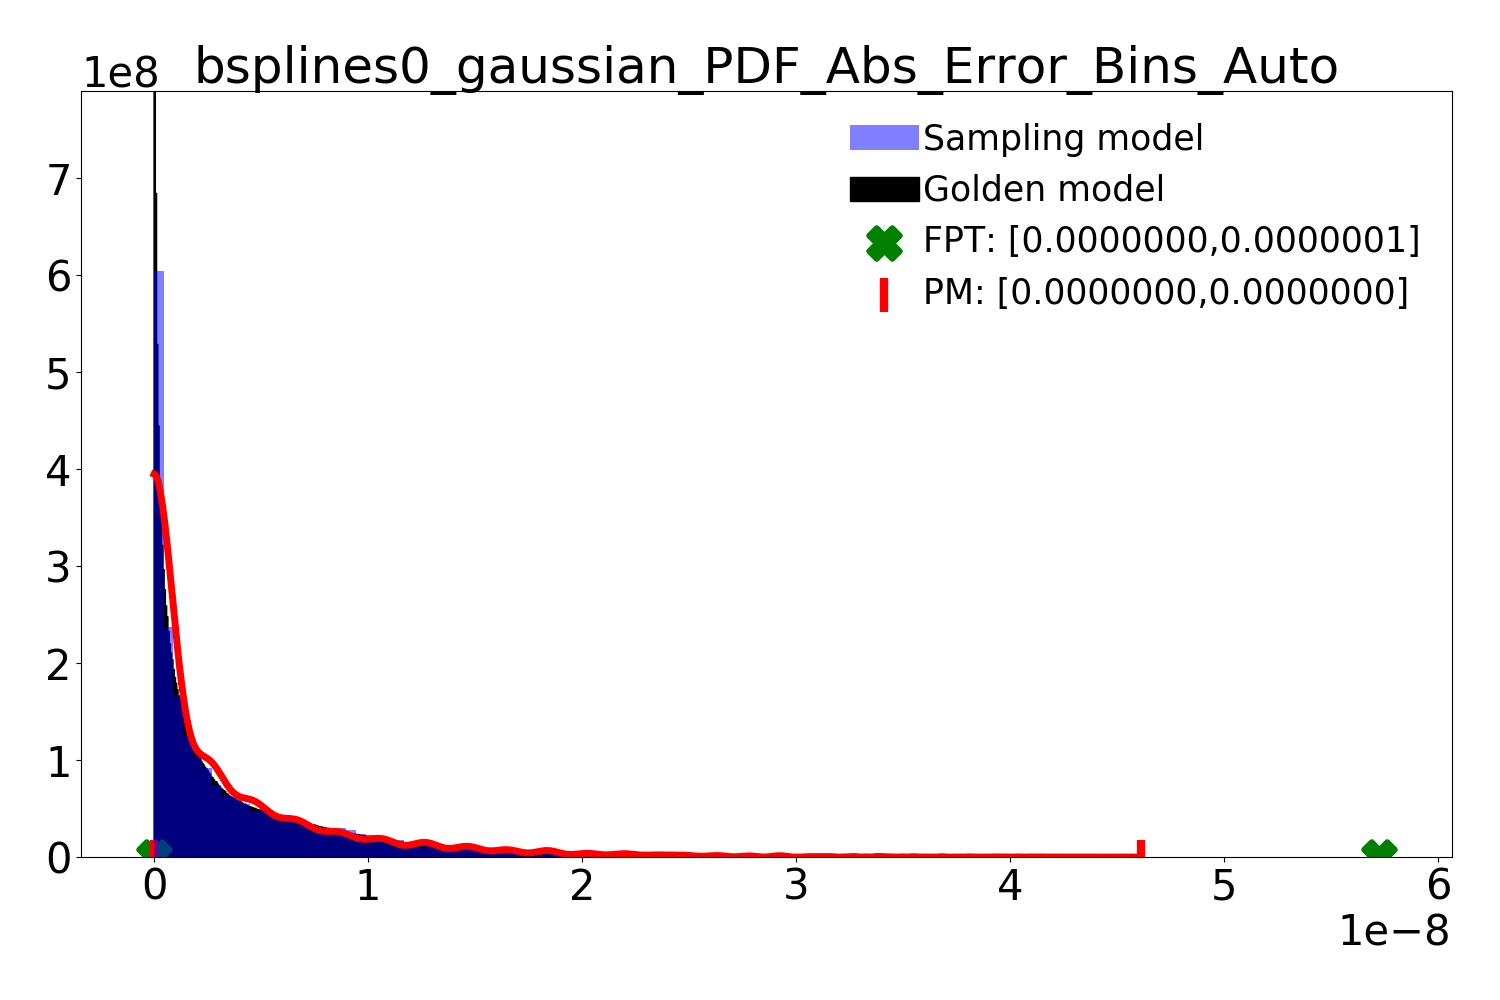 bsplines0_gaussian_PDF_Abs_Error_Bins_Auto
1e8
Sampling model
Golden model
FPT: [0.0000000,0.0000001]
PM: [0.0000000,0.0000000]
7
6
5
4
3
2
1
0
0 1 2 3 4 5 6
1e−8